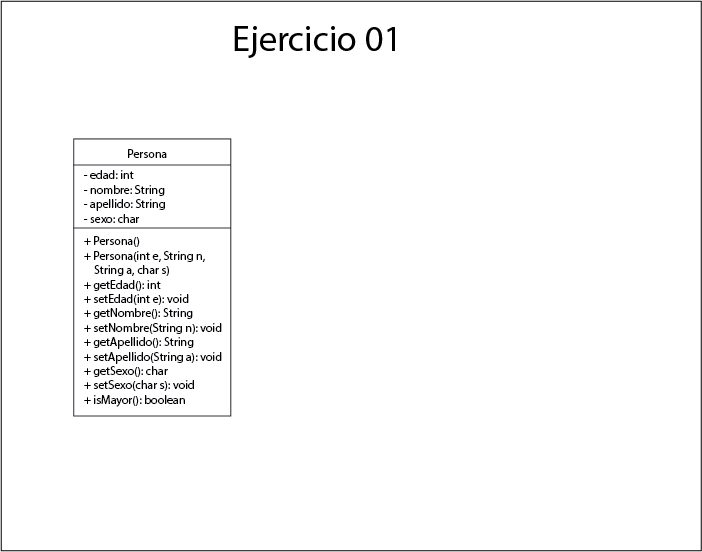 Ejercicio 01
Persona
- edad: int
- nombre: String
- apellido: String
- sexo: char
+ Persona()
+ Persona(int e, String n,
String a, char s)
+ getEdad(): int
+ setEdad(int e): void
+ getNombre(): String
+ setNombre(String n): void
+ getApellido(): String
+ setApellido(String a): void
+ getSexo(): char
+ setSexo(char s): void
+ isMayor(): boolean